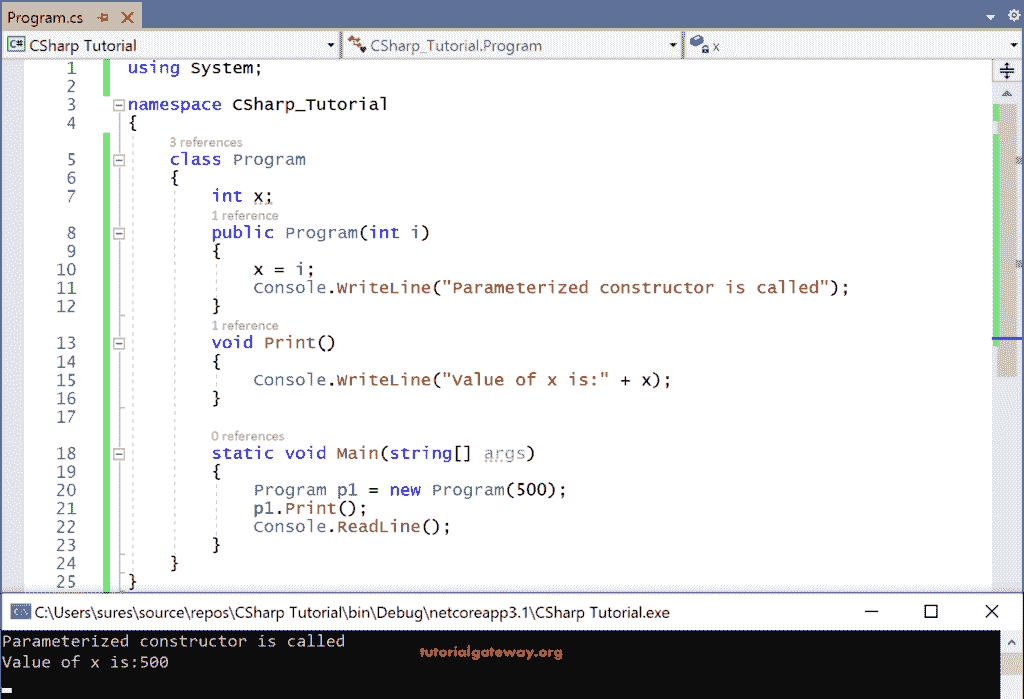 Program.cs
C# CSharp Tutorial CSharp_Tutorial.Program x
1 using System;
2
3 namespace CSharp_Tutorial
4 {
3 references
5 class Program
6 {
7 int x;
1 reference
8 public Program(int i)
9 {
10 x = i;
11 Console.WriteLine("Parameterized constructor is called");
12 }
1 reference
13 void Print()
14 {
15 Console.WriteLine("Value of x is:" + x);
16 }
17
0 references
18 static void Main(string[] args)
19 {
20 Program p1 = new Program(500);
21 p1.Print();
22 Console.ReadLine();
23 }
24 }
25 }
C:\Users\sures\source\repos\CSharp Tutorial\bin\Debug\netcoreapp3.1\CSharp Tutorial.exe
Parameterized constructor is called
tutorialgateway.org
Value of x is:500